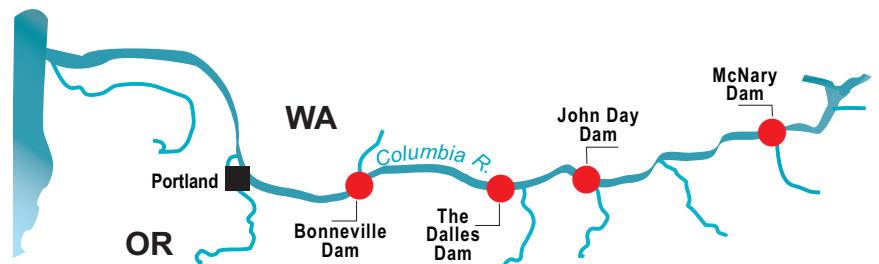 McNary
Dam
WA
John Day
Dam
Columbia R.
Portland
The
Dalles
Dam
Bonneville
Dam
OR